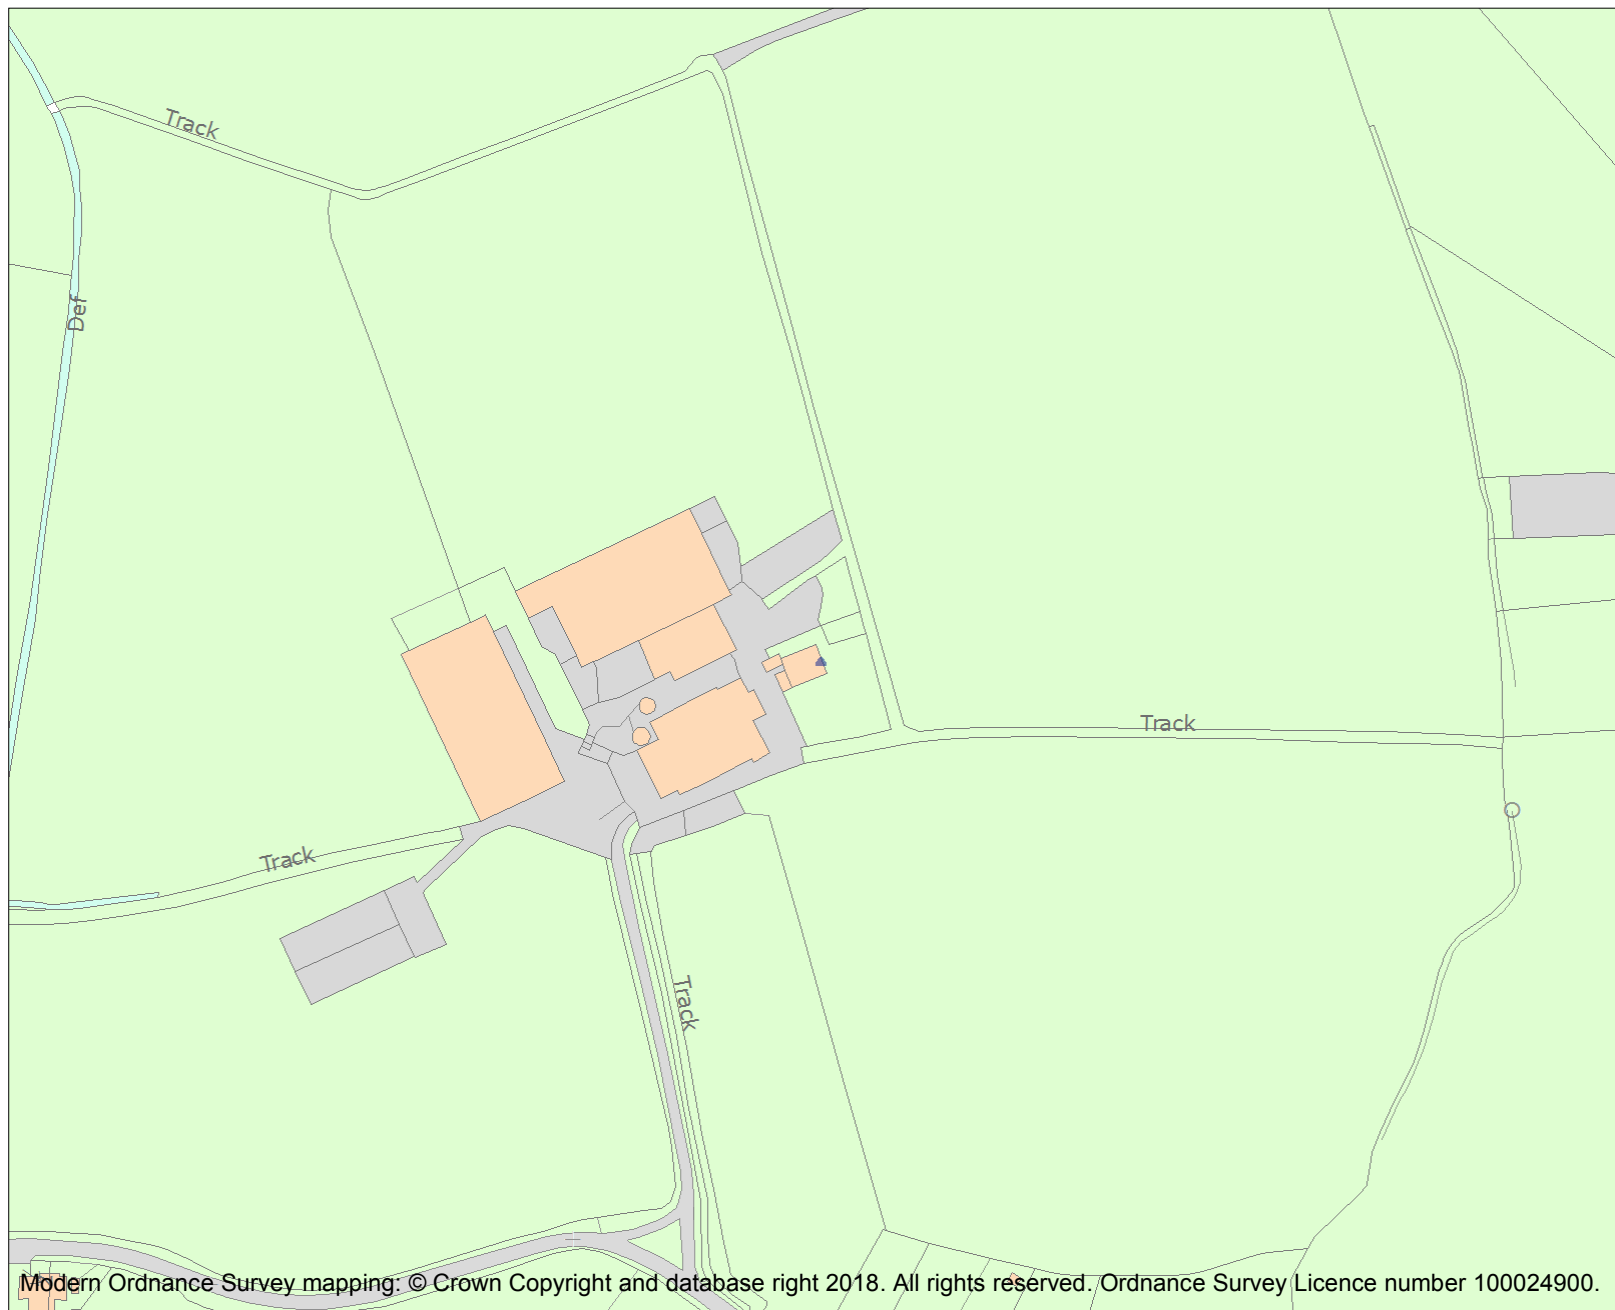 Track
Def
Track
Track
Track
Modern Ordnance Survey mapping: © Crown Copyright and database right 2018. All rights reserved. Ordnance Survey Licence number 100024900.